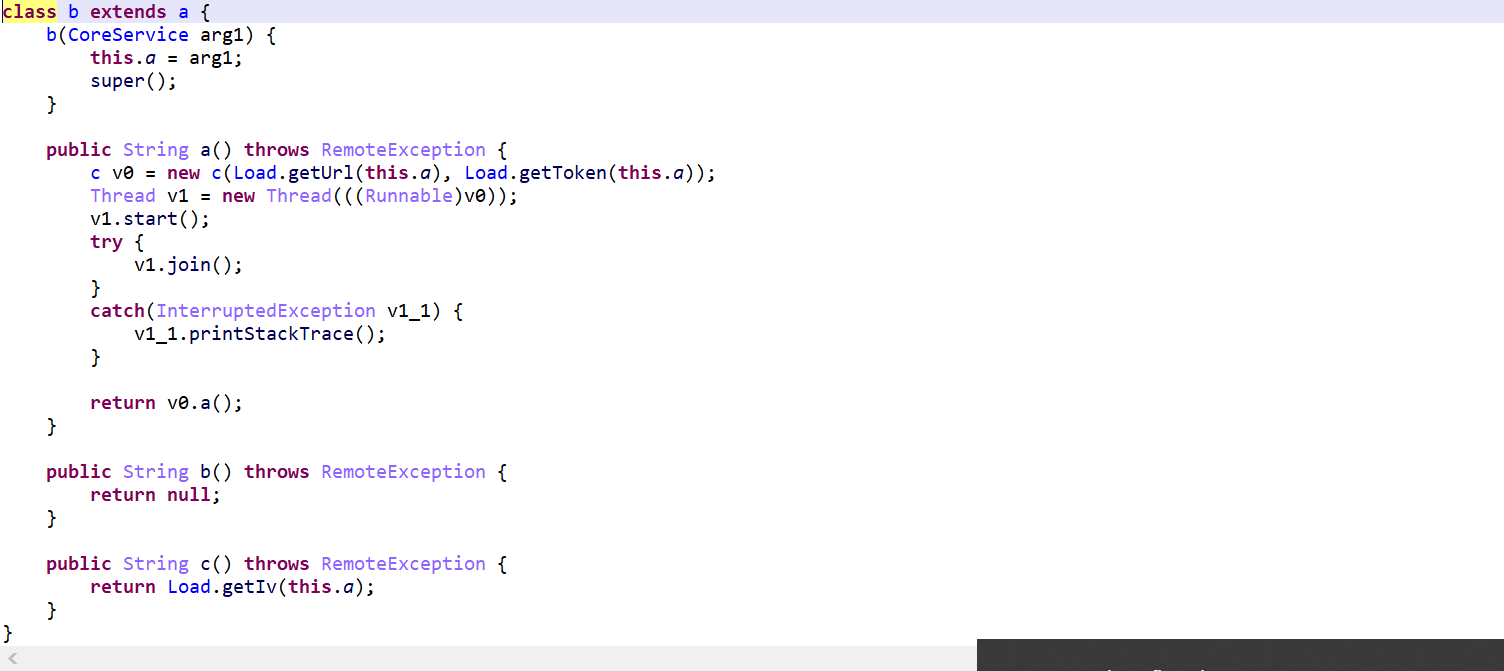 class b extends a {
    b(CoreService arg1) {
        this.a = arg1;
        super();
    }

    public String a() throws RemoteException {
        c v0 = new c(Load.getUrl(this.a), Load.getToken(this.a));
        Thread v1 = new Thread(((Runnable)v0));
        v1.start();
        try {
            v1.join();
        }
        catch(InterruptedException v1_1) {
            v1_1.printStackTrace();
        }

        return v0.a();
    }

    public String b() throws RemoteException {
        return null;
    }

    public String c() throws RemoteException {
        return Load.getIv(this.a);
    }
}